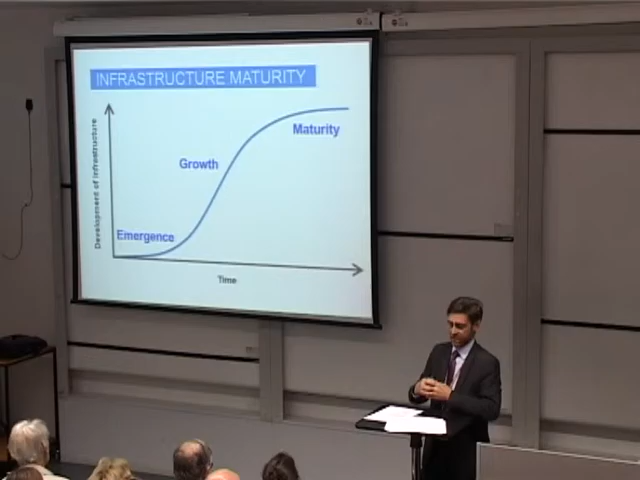 INFRASTRUCTURE MATURITY
Maturity
Growth
Emergence
Development of Infrastructure
Time